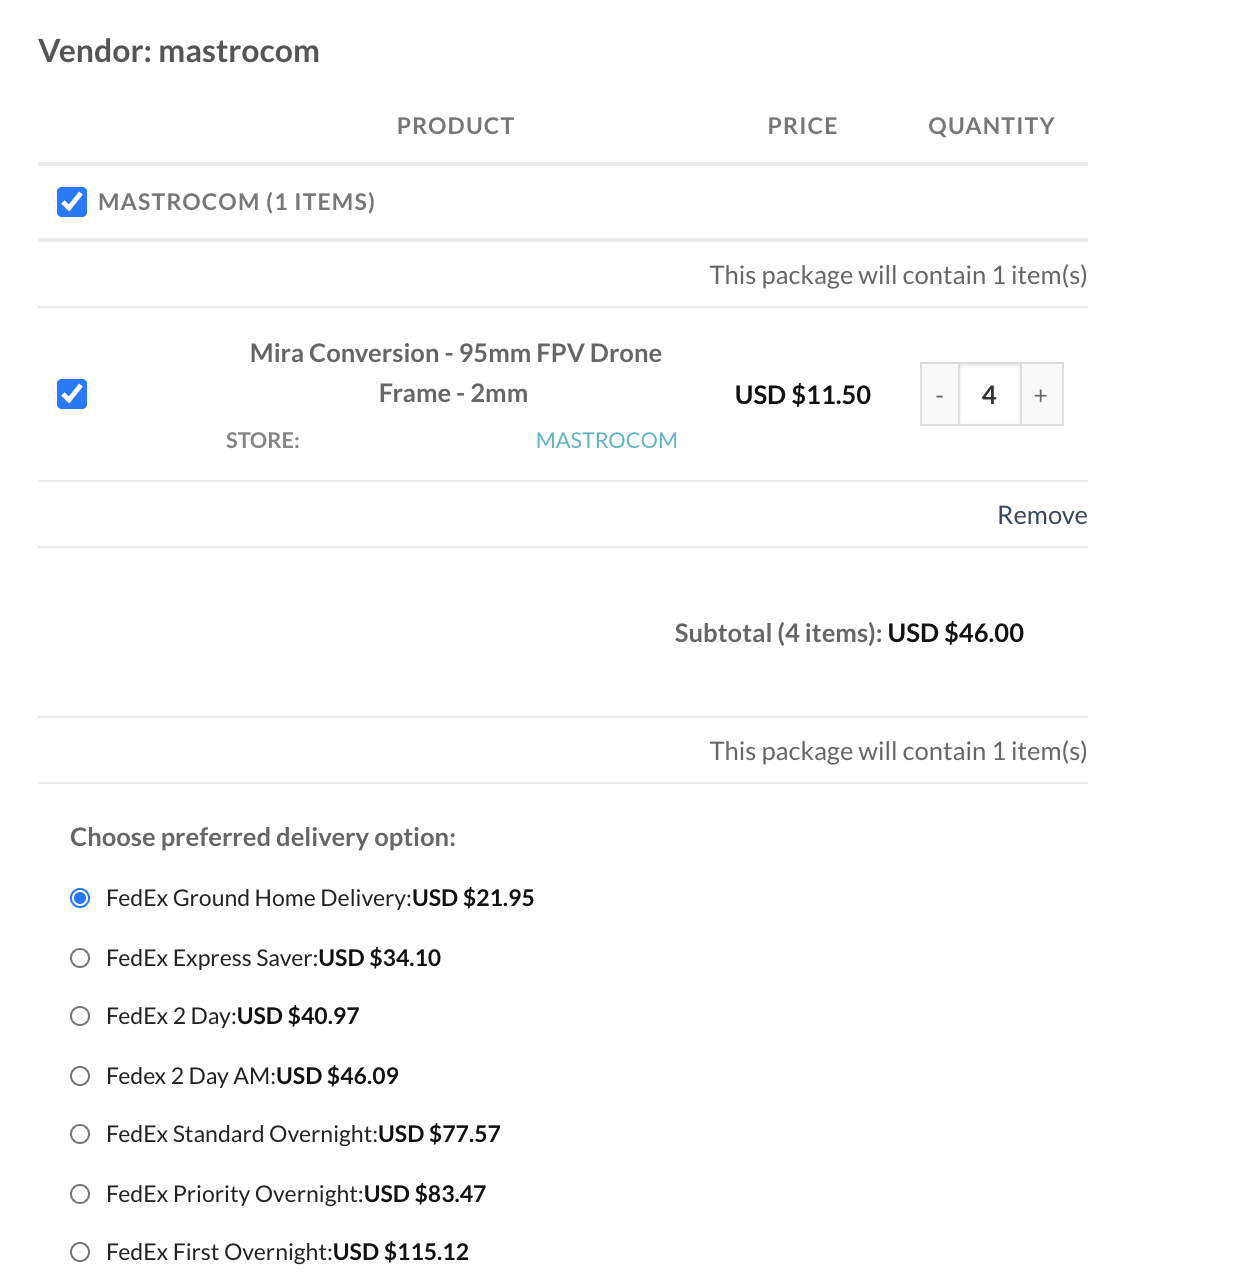 Vendor: mastrocom
PRODUCT PRICE QUANTITY
MASTROCOM (1 ITEMS)
This package will contain 1 item(s)
Mira Conversion - 95mm FPV Drone
Frame - 2mm
USD $11.50
- 4 +
STORE: MASTROCOM
Remove
Subtotal (4 items): USD $46.00
This package will contain 1 item(s)
Choose preferred delivery option:
FedEx Ground Home Delivery:USD $21.95
FedEx Express Saver:USD $34.10
FedEx 2 Day:USD $40.97
Fedex 2 Day AM:USD $46.09
FedEx Standard Overnight:USD $77.57
FedEx Priority Overnight:USD $83.47
FedEx First Overnight:USD $115.12